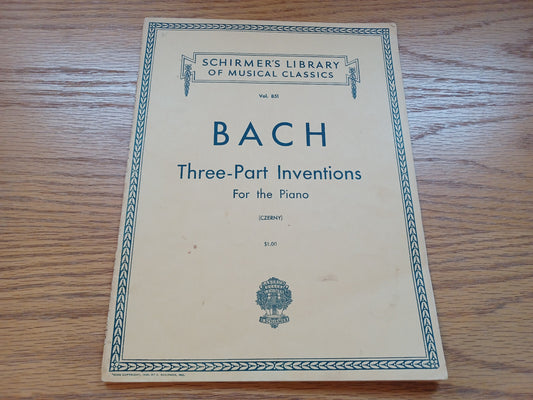 SCHIRMER'S LIBRARY
OF MUSICAL CLASSICS
Vol. 851
BACH
Three-Part Inventions
For the Piano
(CZERNY)
$1.00